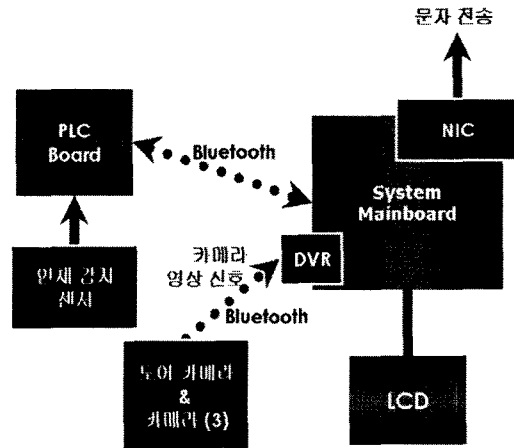 문자 전송
NIC
PLC
Board
Bluetooth
System
Mainboard
카메라
영상 신호
DVR
인체 감지
센서
Bluetooth
도어 카메라
&
카메라 (3)
LCD